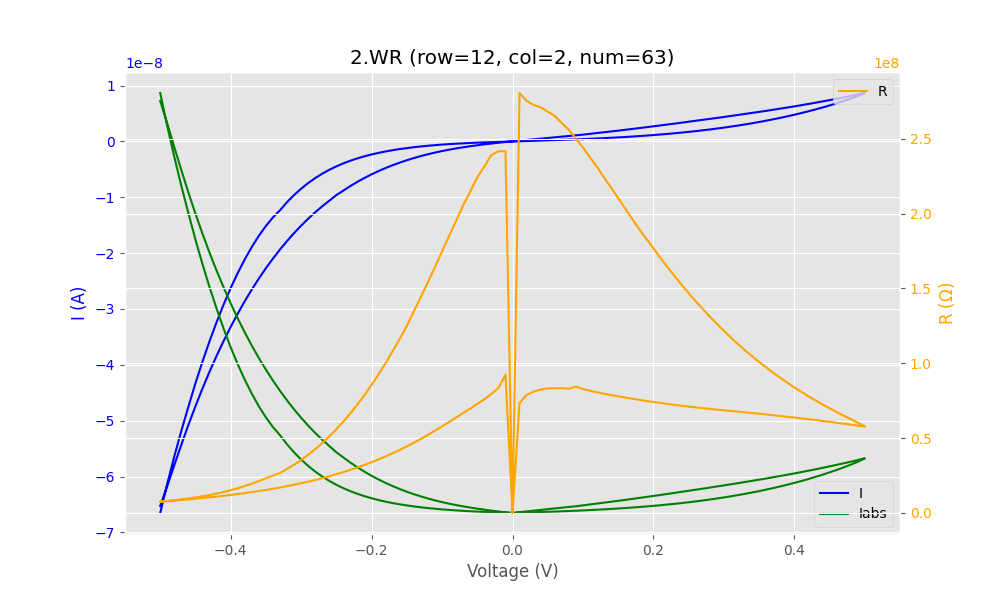 2.WR (row=12, col=2, num=63)
1e−8
1e8
1
0
−1
−2
−3
−4
−5
−6
−7
I (A)
2.5
2.0
1.5
1.0
0.5
0.0
R (Ω)
R
I
Iabs
−0.4
−0.2
0.0
0.2
0.4
Voltage (V)